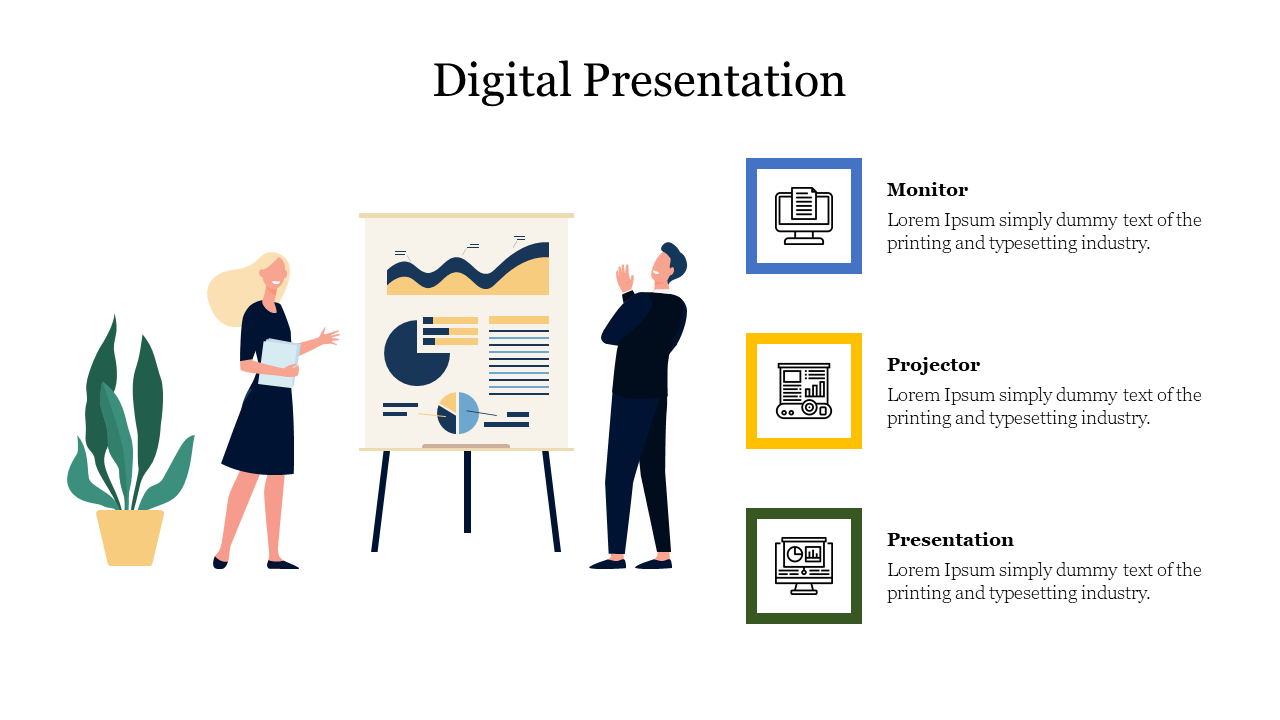 Digital Presentation
Monitor
Lorem Ipsum simply dummy text of the
printing and typesetting industry.
Projector
Lorem Ipsum simply dummy text of the
printing and typesetting industry.
Presentation
Lorem Ipsum simply dummy text of the
printing and typesetting industry.